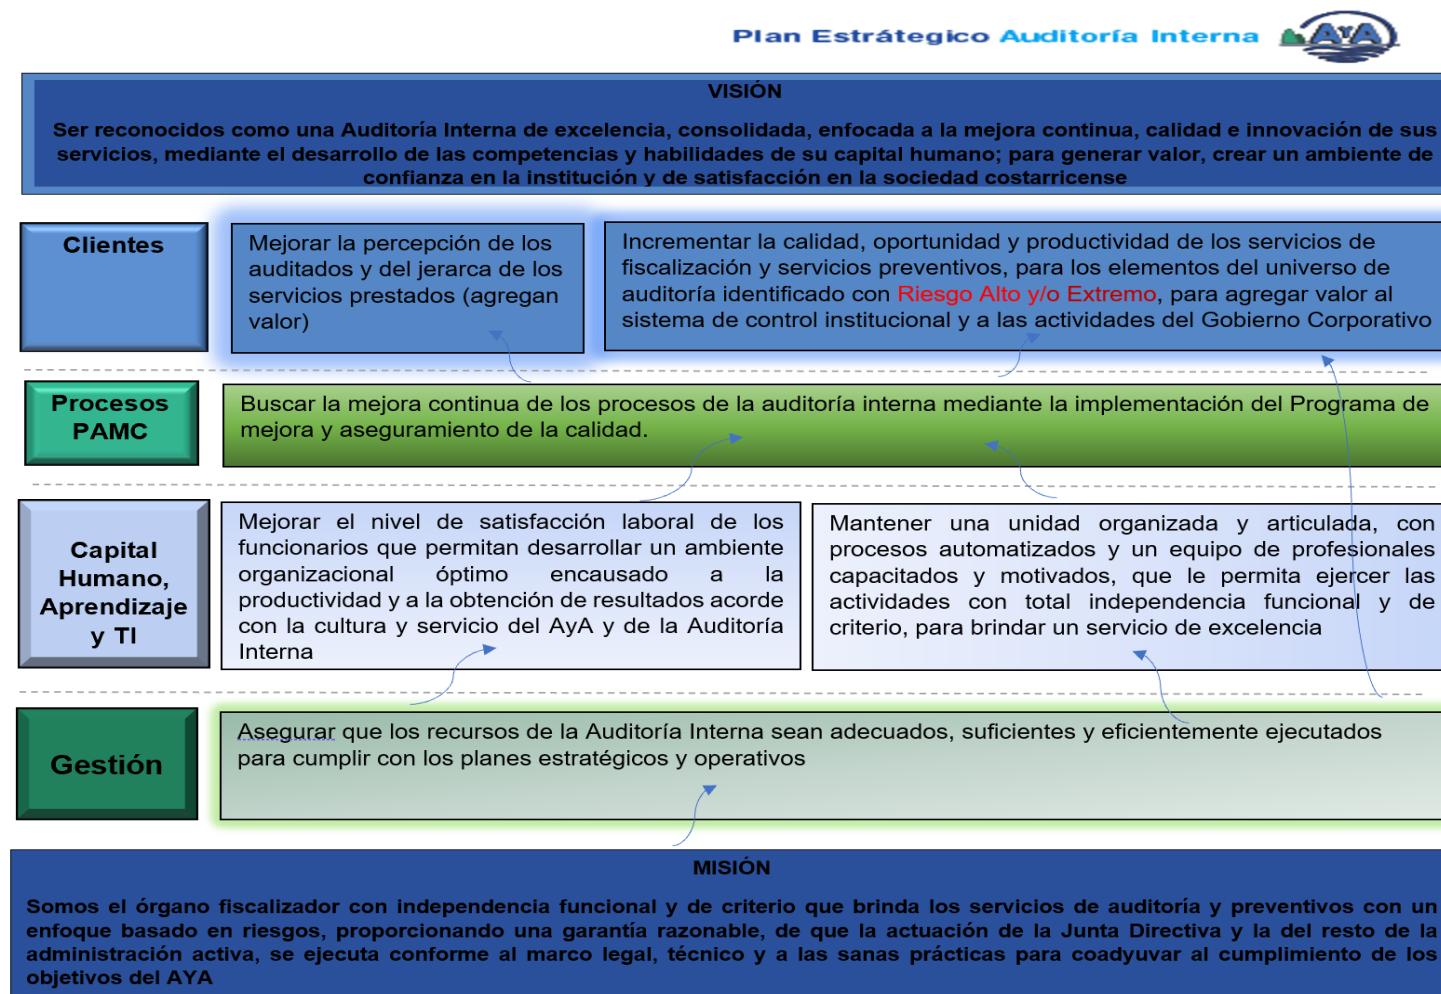 Plan Estrátegico Auditoría Interna
AYA
VISIÓN
Ser reconocidos como una Auditoría Interna de excelencia, consolidada, enfocada a la mejora continua, calidad e innovación de sus
servicios, mediante el desarrollo de las competencias y habilidades de su capital humano; para generar valor, crear un ambiente de
confianza en la institución y de satisfacción en la sociedad costarricense
Clientes
Mejorar la percepción de los
auditados y del jerarca de los
servicios prestados (agregan
valor)
Incrementar la calidad, oportunidad y productividad de los servicios de
fiscalización y servicios preventivos, para los elementos del universo de
auditoría identificado con Riesgo Alto y/o Extremo, para agregar valor al
sistema de control institucional y a las actividades del Gobierno Corporativo
Procesos
PAMC
Buscar la mejora continua de los procesos de la auditoría interna mediante la implementación del Programa de
mejora y aseguramiento de la calidad.
Capital
Humano,
Aprendizaje
y TI
Mejorar el nivel de satisfacción laboral de los
funcionarios que permitan desarrollar un ambiente
organizacional óptimo encausado a la
productividad y a la obtención de resultados acorde
con la cultura y servicio del AyA y de la Auditoría
Interna
Mantener una unidad organizada y articulada, con
procesos automatizados y un equipo de profesionales
capacitados y motivados, que le permita ejercer las
actividades con total independencia funcional y de
criterio, para brindar un servicio de excelencia
Gestión
Asegurar que los recursos de la Auditoría Interna sean adecuados, suficientes y eficientemente ejecutados
para cumplir con los planes estratégicos y operativos
MISIÓN
Somos el órgano fiscalizador con independencia funcional y de criterio que brinda los servicios de auditoría y preventivos con un
enfoque basado en riesgos, proporcionando una garantía razonable, de que la actuación de la Junta Directiva y la del resto de la
administración activa, se ejecuta conforme al marco legal, técnico y a las sanas prácticas para coadyuvar al cumplimiento de los
objetivos del AYA